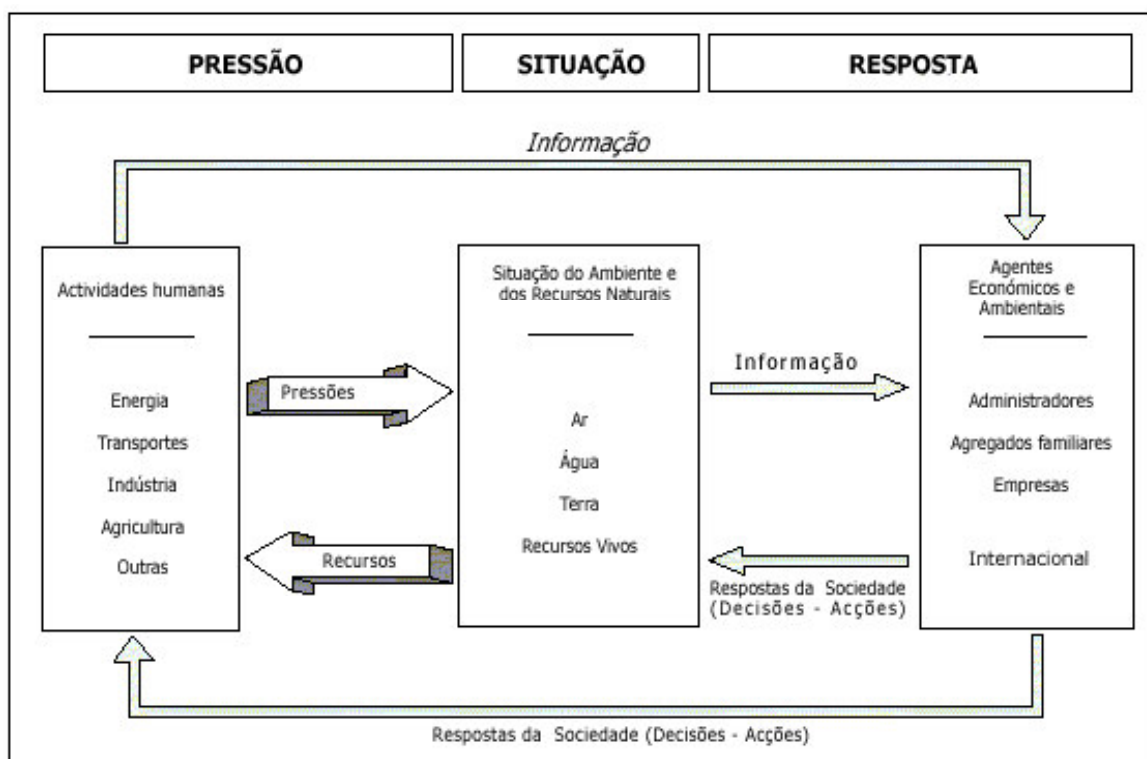 PRESSÃO
SITUAÇÃO
RESPOSTA
Informação
Actividades humanas
Energia
Transportes
Indústria
Agricultura
Outras
Pressões
Recursos
Situação do Ambiente e
dos Recursos Naturais
Ar
Água
Terra
Recursos Vivos
Informação
Respostas da Sociedade
(Decisões - Acções)
Agentes
Económicos e
Ambientais
Administradores
Agregados familiares
Empresas
Internacional
Respostas da Sociedade (Decisões - Acções)